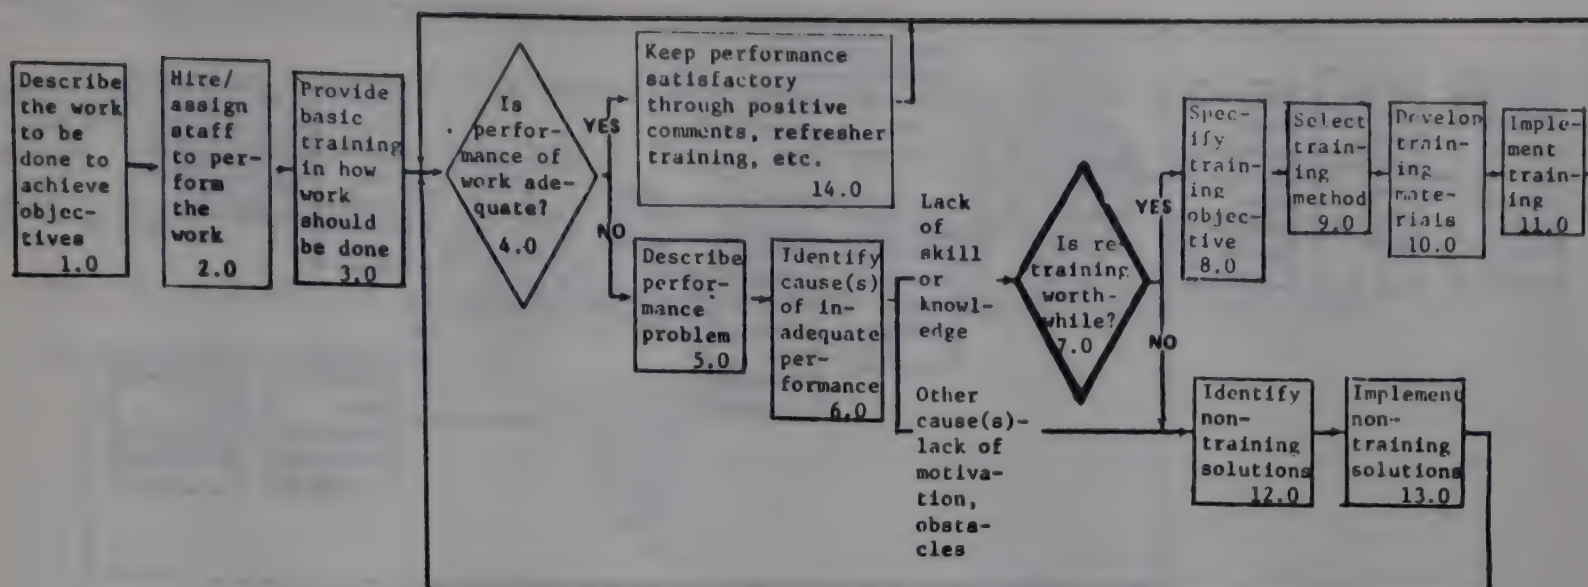 Describe
the work
to be
done to
achieve
objec-
tives
1.0
Hire/
assign
staff
to per-
form
the
work
2.0
Provide
basic
training
in how
work
should
be done
3.0
Is
perfor-
mance of
work ade-
quate?
4.0
YES
NO
Keep performance
satisfactory
through positive
comments, refresher
training, etc.
14.0
Describe
perfor-
mance
problem
5.0
Identify
cause(s)
of in-
adequate
per-
formance
6.0
Lack
of
skill
or
knowl-
edge
Other
cause(s)-
lack of
motiva-
tion,
obsta-
cles
Is re-
training
worth-
while?
7.0
YES
NO
Spec-
ify
train-
ing
objec-
tive
8.0
Select
train-
ing
method
9.0
Develop
train-
ing
mate-
rials
10.0
Imple-
ment
train-
ing
11.0
Identify
non-
training
solutions
12.0
Implement
non-
training
solutions
13.0